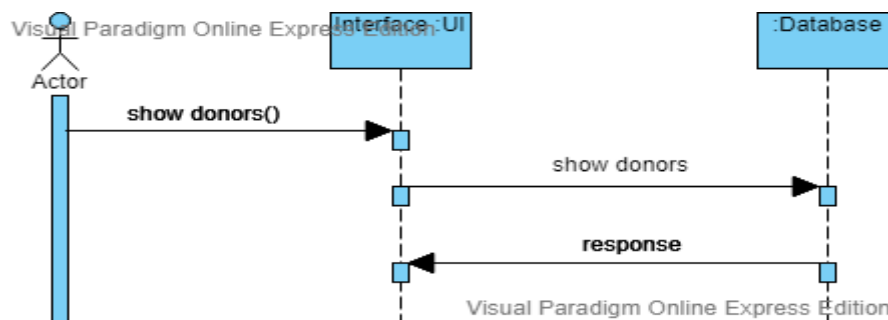 Visual Paradigm Online Express Edition
Interface :UI
:Database
Actor
show donors()
show donors
response
Visual Paradigm Online Express Edition